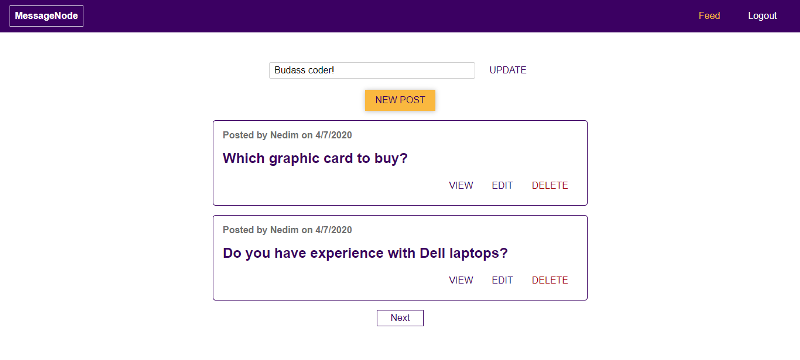 MessageNode Feed Logout
Budass coder! UPDATE
NEW POST
Posted by Nedim on 4/7/2020
Which graphic card to buy?
VIEW EDIT DELETE
Posted by Nedim on 4/7/2020
Do you have experience with Dell laptops?
VIEW EDIT DELETE
Next